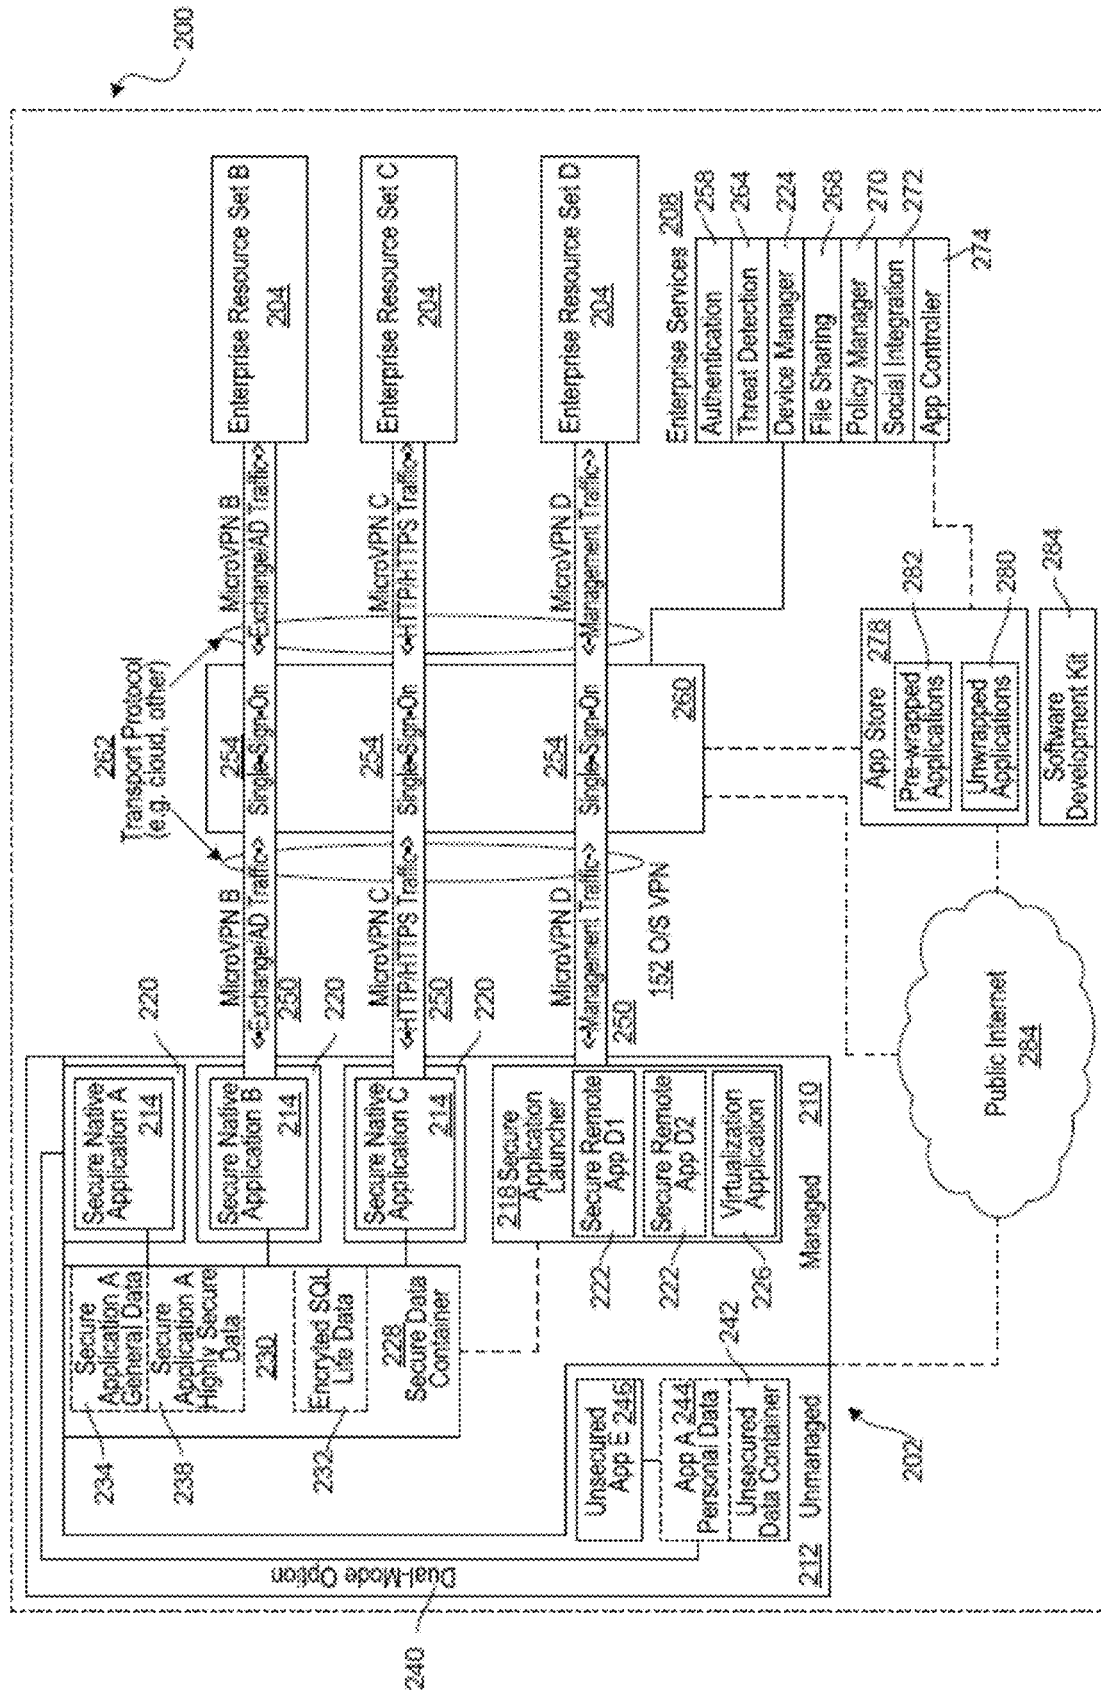 200
262
Transport Protocol
(e.g. cloud, other)
240
Dual-Mode Option
234
238
232
Secure
Application A
General Data
Secure
Application A
Highly Secure
Data
230
Encryted SQL
Life Data
228
Secure Data
Container
Secure Native
Application A
214
220
Secure Native
Application B
214
220
Secure Native
Application C
214
220
218 Secure
Application
Launcher
Secure Remote
App D1
Secure Remote
App D2
Virtualization
Application
222
222
226
Managed
210
Unsecured
App E 246
App A 244
Personal Data
Unsecured
Data Container
242
212
Unmanaged
202
MicroVPN B
<•Exchange/AD Traffic•>
250
254
Single•Sign•On
MicroVPN B
<•Exchange/AD Traffic•>
Enterprise Resource Set B
204
MicroVPN C
<•HTTP/HTTPS Traffic•>
250
254
Single•Sign•On
MicroVPN C
<•HTTP/HTTPS Traffic•>
Enterprise Resource Set C
204
MicroVPN D
<•Management Traffic•>
250
254
Single•Sign•On
MicroVPN D
<•Management Traffic•>
Enterprise Resource Set D
204
152 OS VPN
260
Enterprise Services
208
Authentication
258
Threat Detection
264
Device Manager
224
File Sharing
268
Policy Manager
270
Social Integration
272
App Controller
274
App Store
278
Pre-wrapped
Applications
282
Unwrapped
Applications
280
Software
Development Kit
284
Public Internet
284